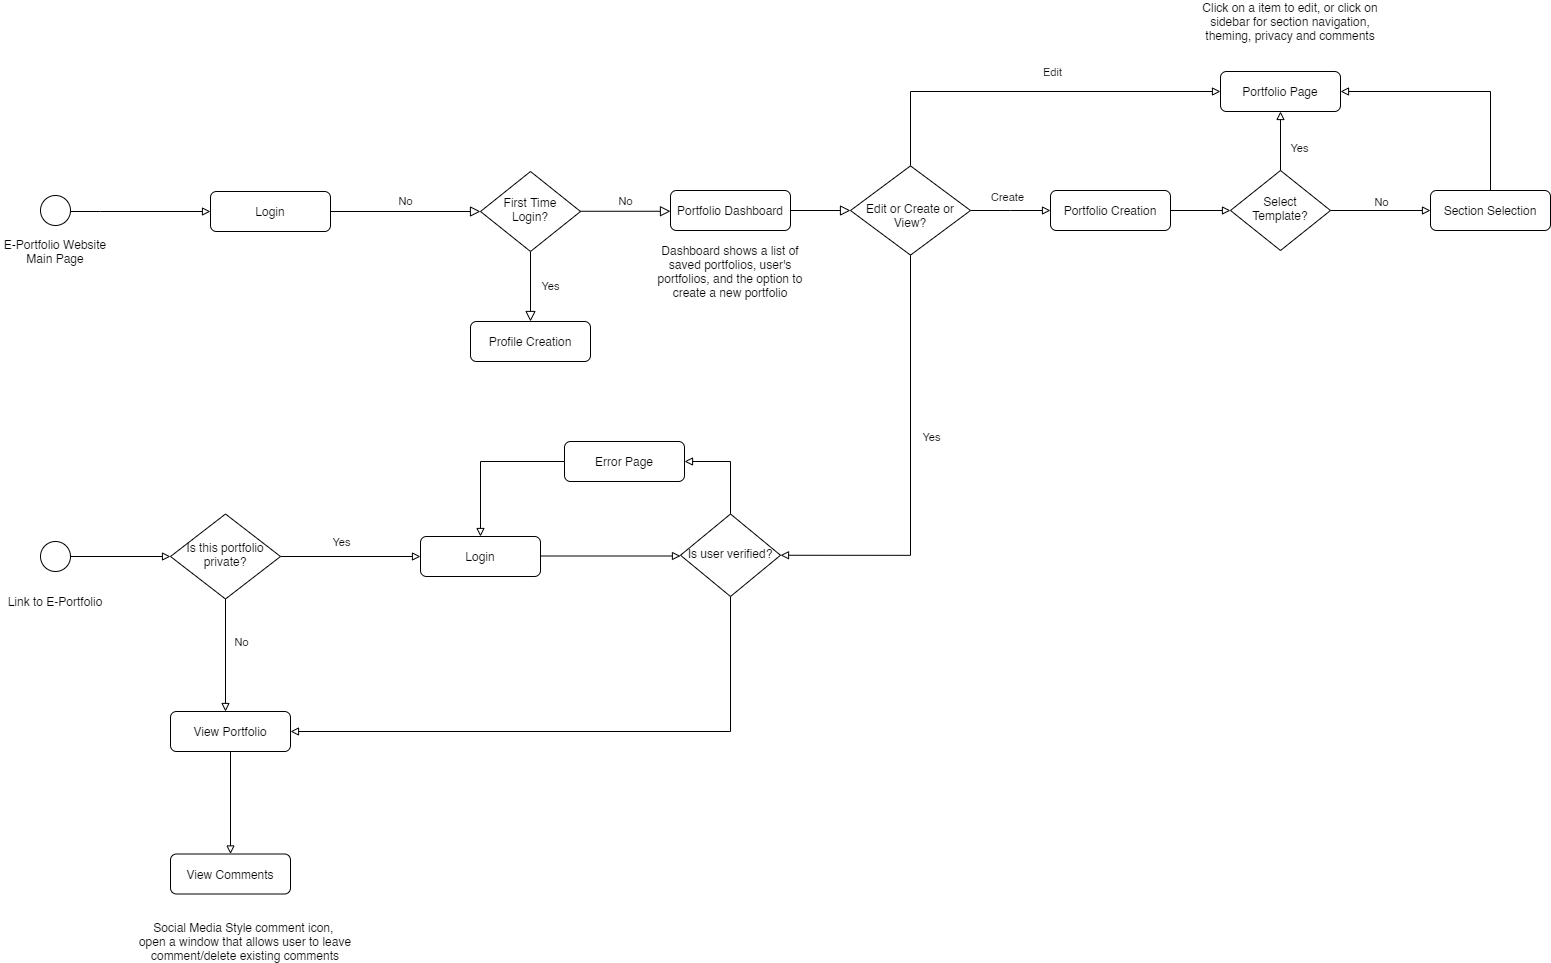 Click on a item to edit, or click on
sidebar for section navigation,
theming, privacy and comments
Edit
Portfolio Page
Yes
E-Portfolio Website
Main Page
Login
No
First Time
Login?
No
Portfolio Dashboard
Edit or Create or
View?
Create
Portfolio Creation
Select
Template?
No
Section Selection
Dashboard shows a list of
saved portfolios, user's
portfolios, and the option to
create a new portfolio
Yes
Profile Creation
Yes
Error Page
Link to E-Portfolio
Is this portfolio
private?
Yes
Login
Is user verified?
No
View Portfolio
View Comments
Social Media Style comment icon,
open a window that allows user to leave
comment/delete existing comments